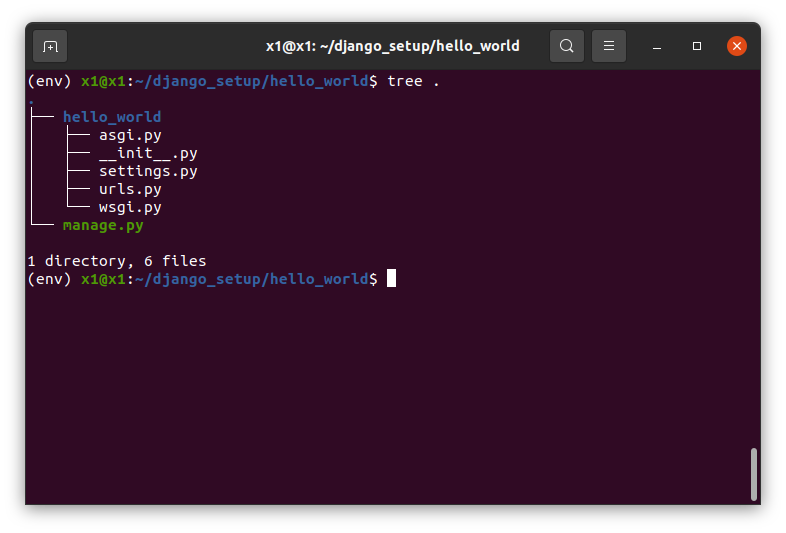 x1@x1: ~/django_setup/hello_world
(env) x1@x1:~/django_setup/hello_world$ tree .
.
├── hello_world
│   ├── asgi.py
│   ├── __init__.py
│   ├── settings.py
│   ├── urls.py
│   └── wsgi.py
└── manage.py
1 directory, 6 files
(env) x1@x1:~/django_setup/hello_world$